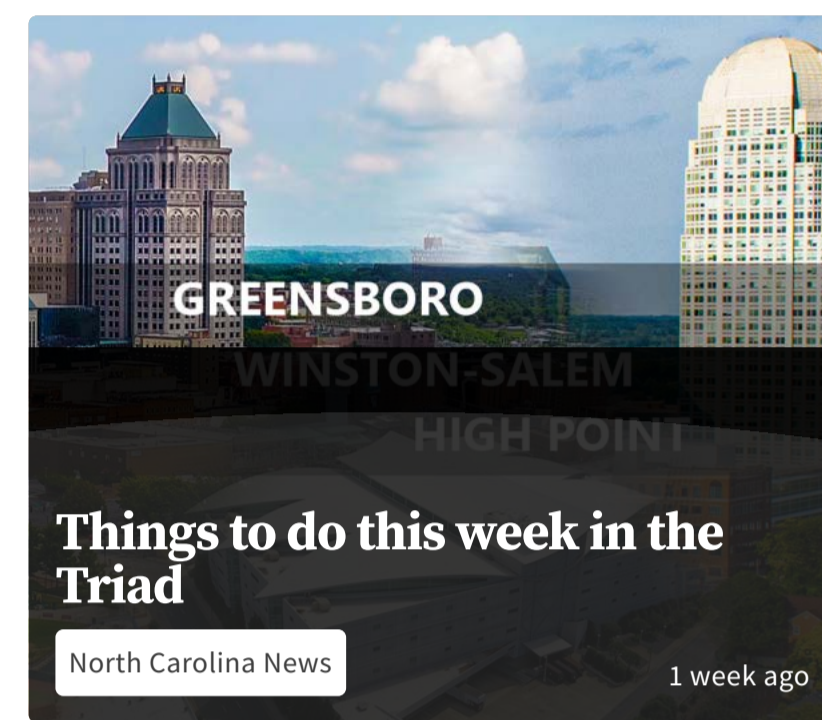 GREENSBORO
WINSTON-SALEM
HIGH POINT
Things to do this week in the
Triad
North Carolina News
1 week ago